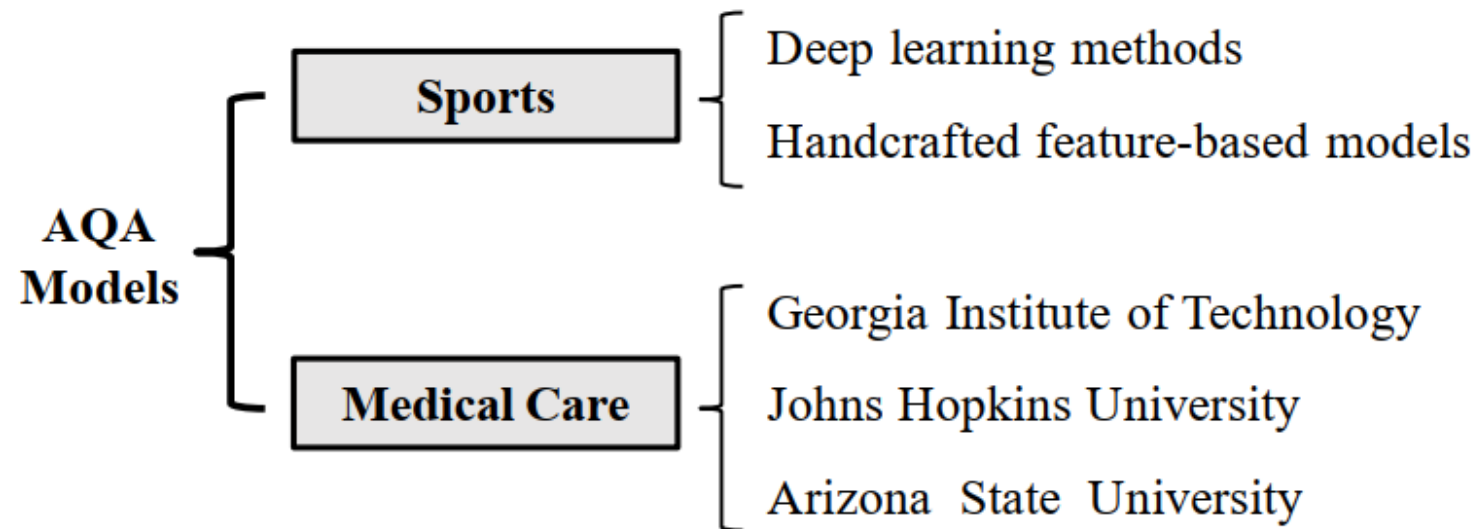 AQA
Models
Sports
Deep learning methods
Handcrafted feature-based models
Medical Care
Georgia Institute of Technology
Johns Hopkins University
Arizona State University